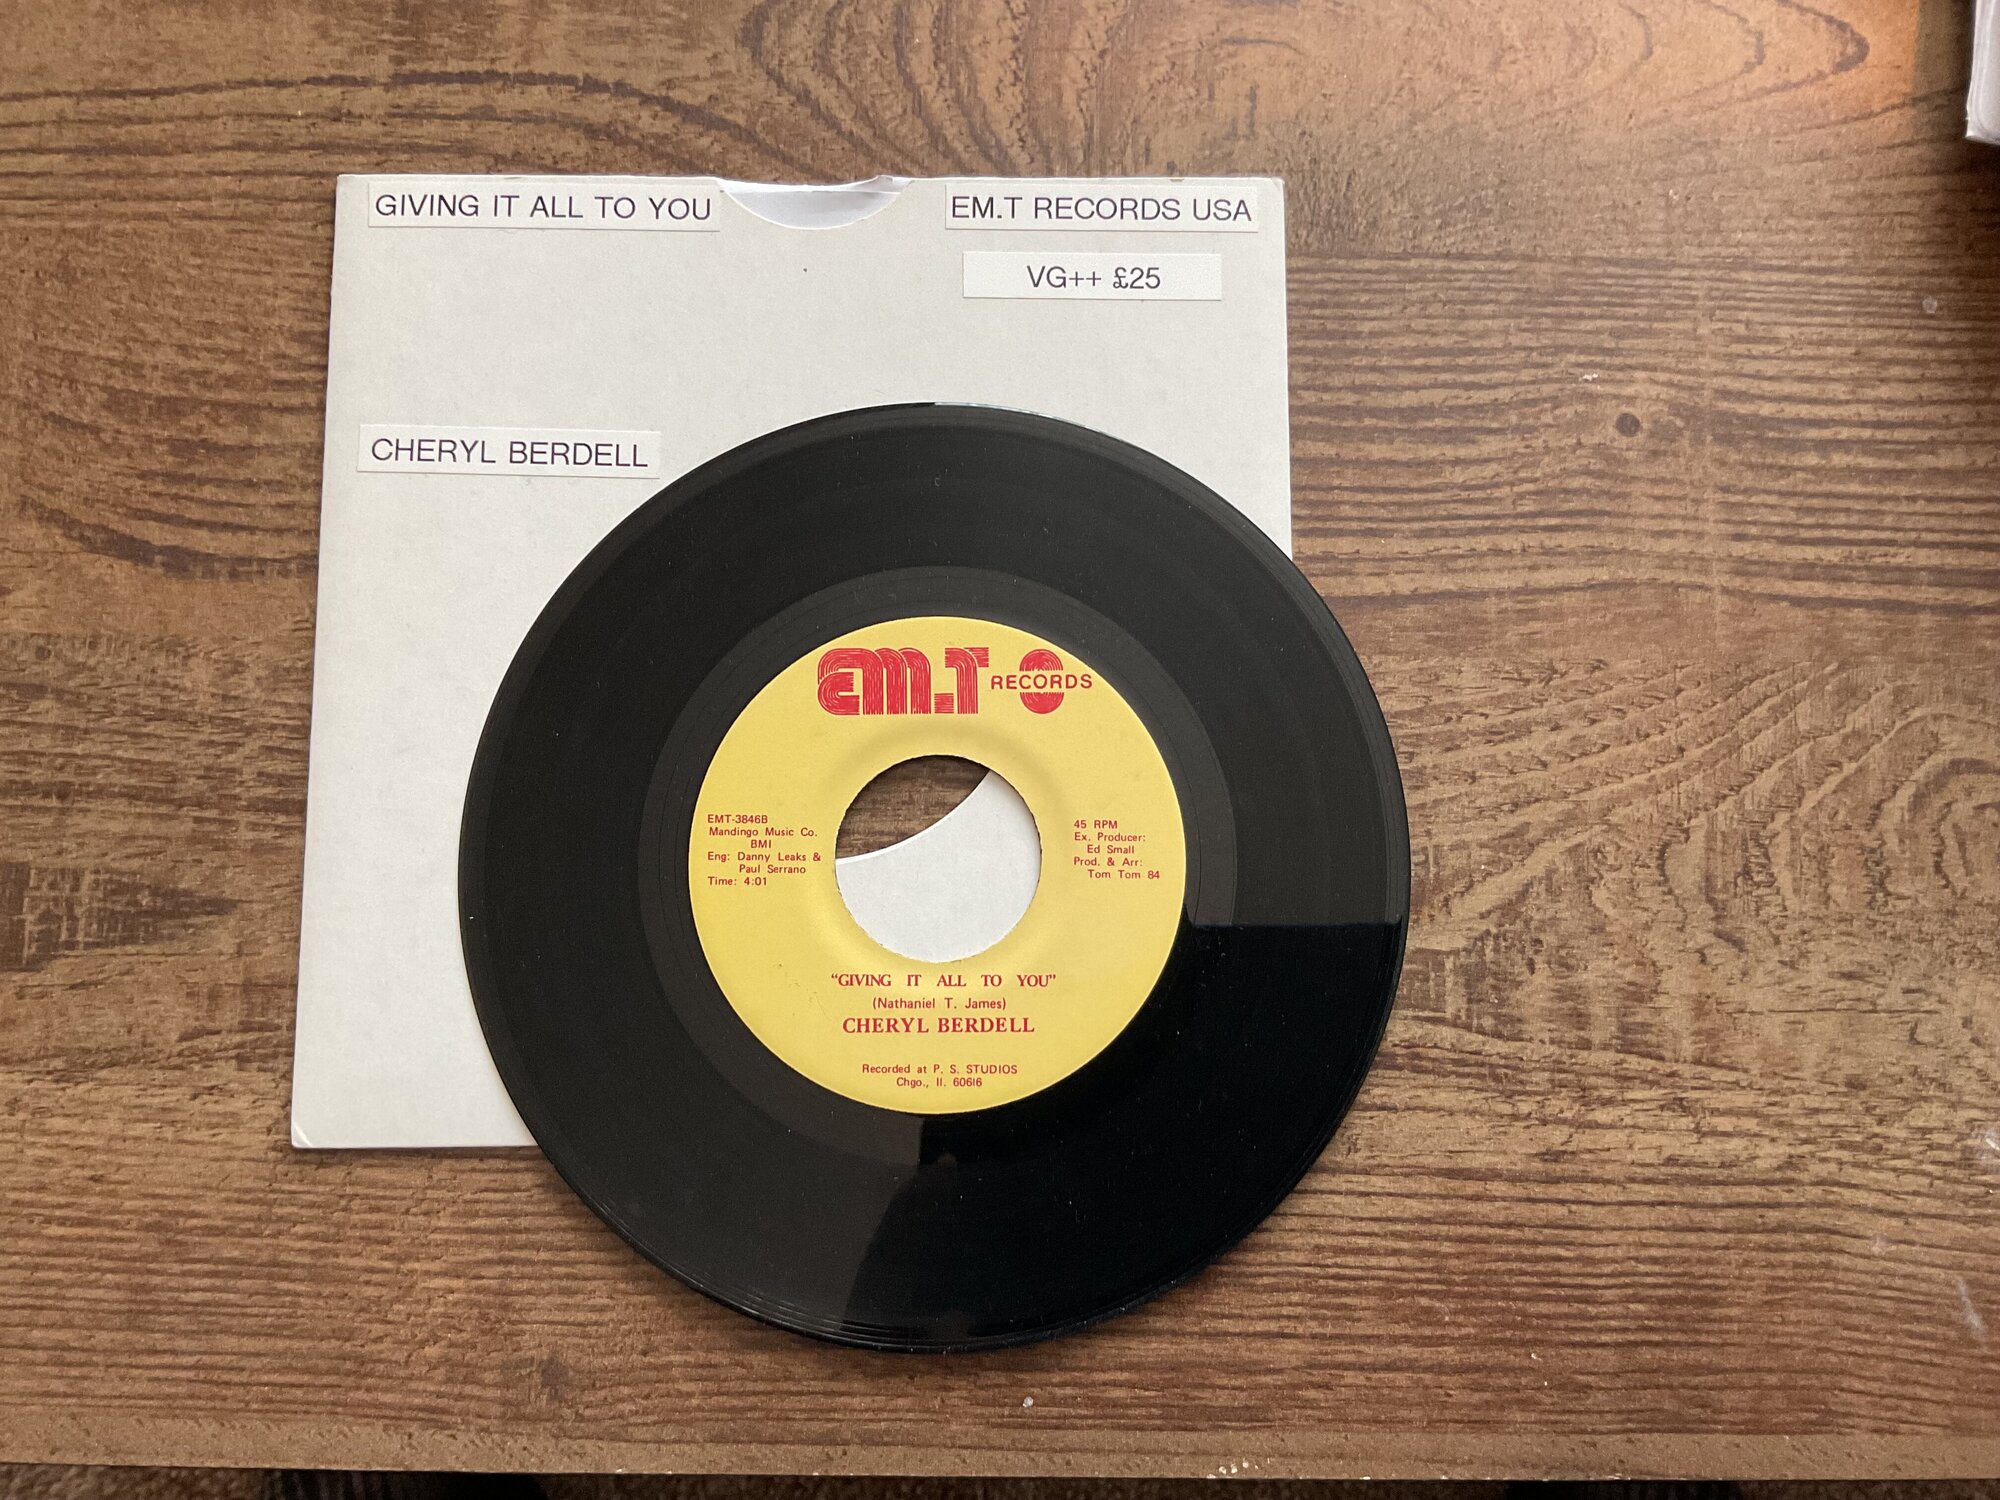 GIVING IT ALL TO YOU
EM.T RECORDS USA
VG++ £25
CHERYL BERDELL
EM.T RECORDS
EMT-3846B
Mandingo Music Co.
BMI
Eng: Danny Leaks &
Paul Serrano
Time: 4:01
45 RPM
Ex. Producer:
Ed Small
Prod. & Arr:
Tom Tom 84
"GIVING IT ALL TO YOU"
(Nathaniel T. James)
CHERYL BERDELL
Recorded at P. S. STUDIOS
Chgo., Il. 60616